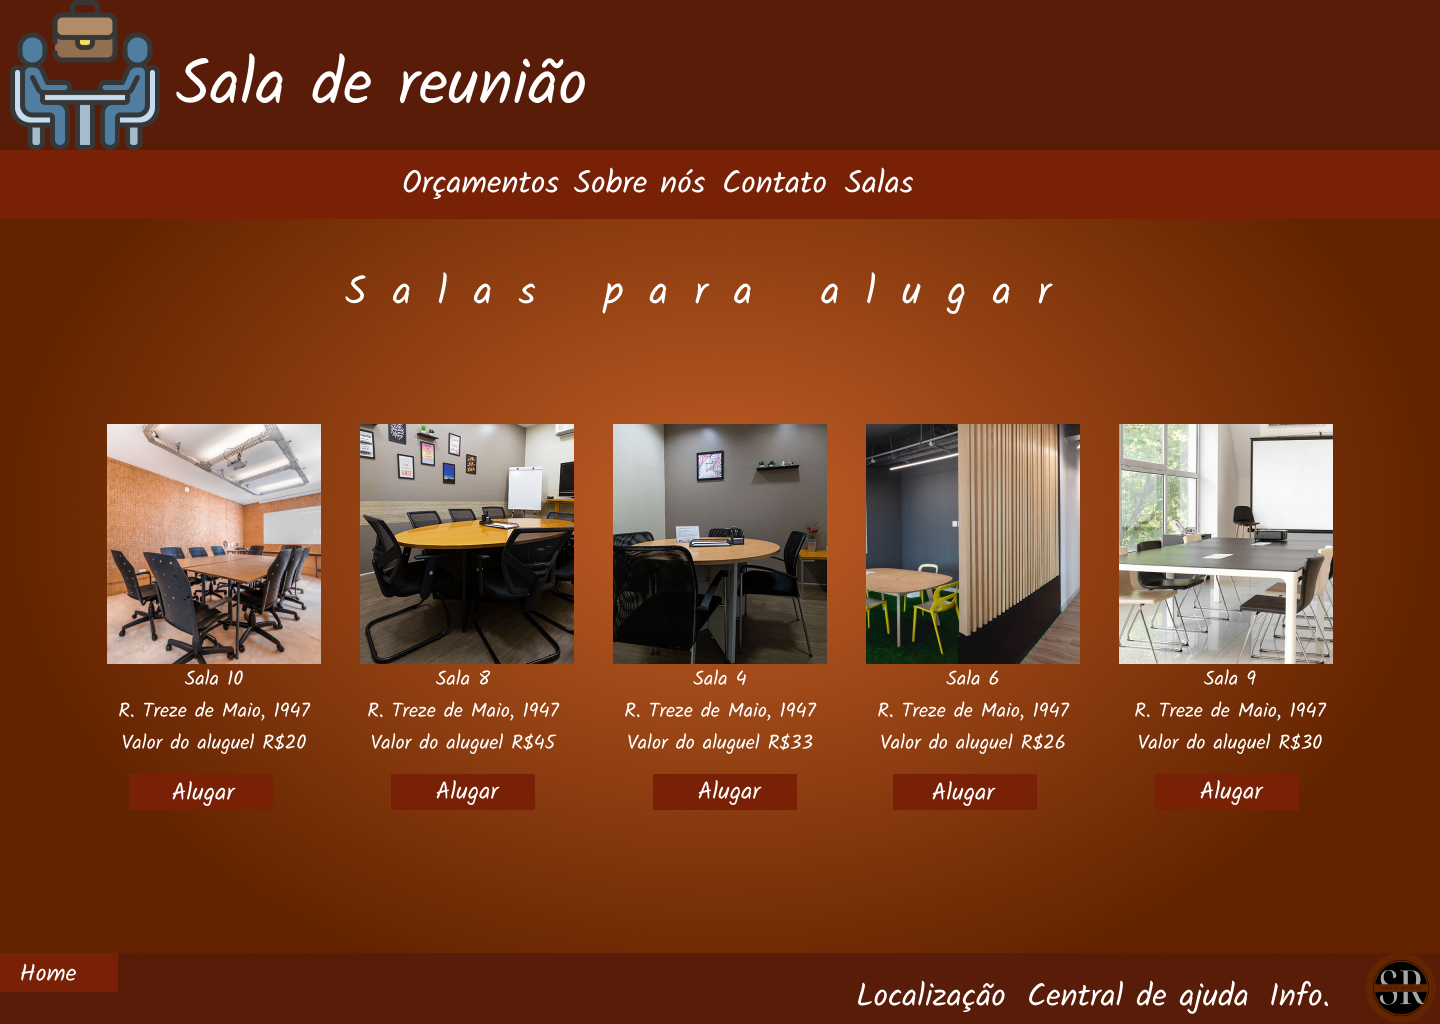 Sala de reunião
Orçamentos Sobre nós Contato Salas
Salas para alugar
Sala 10
R. Treze de Maio, 1947
Valor do aluguel R$20
Alugar
Sala 8
R. Treze de Maio, 1947
Valor do aluguel R$45
Alugar
Sala 4
R. Treze de Maio, 1947
Valor do aluguel R$33
Alugar
Sala 6
R. Treze de Maio, 1947
Valor do aluguel R$26
Alugar
Sala 9
R. Treze de Maio, 1947
Valor do aluguel R$30
Alugar
Home
Localização Central de ajuda Info.
SR